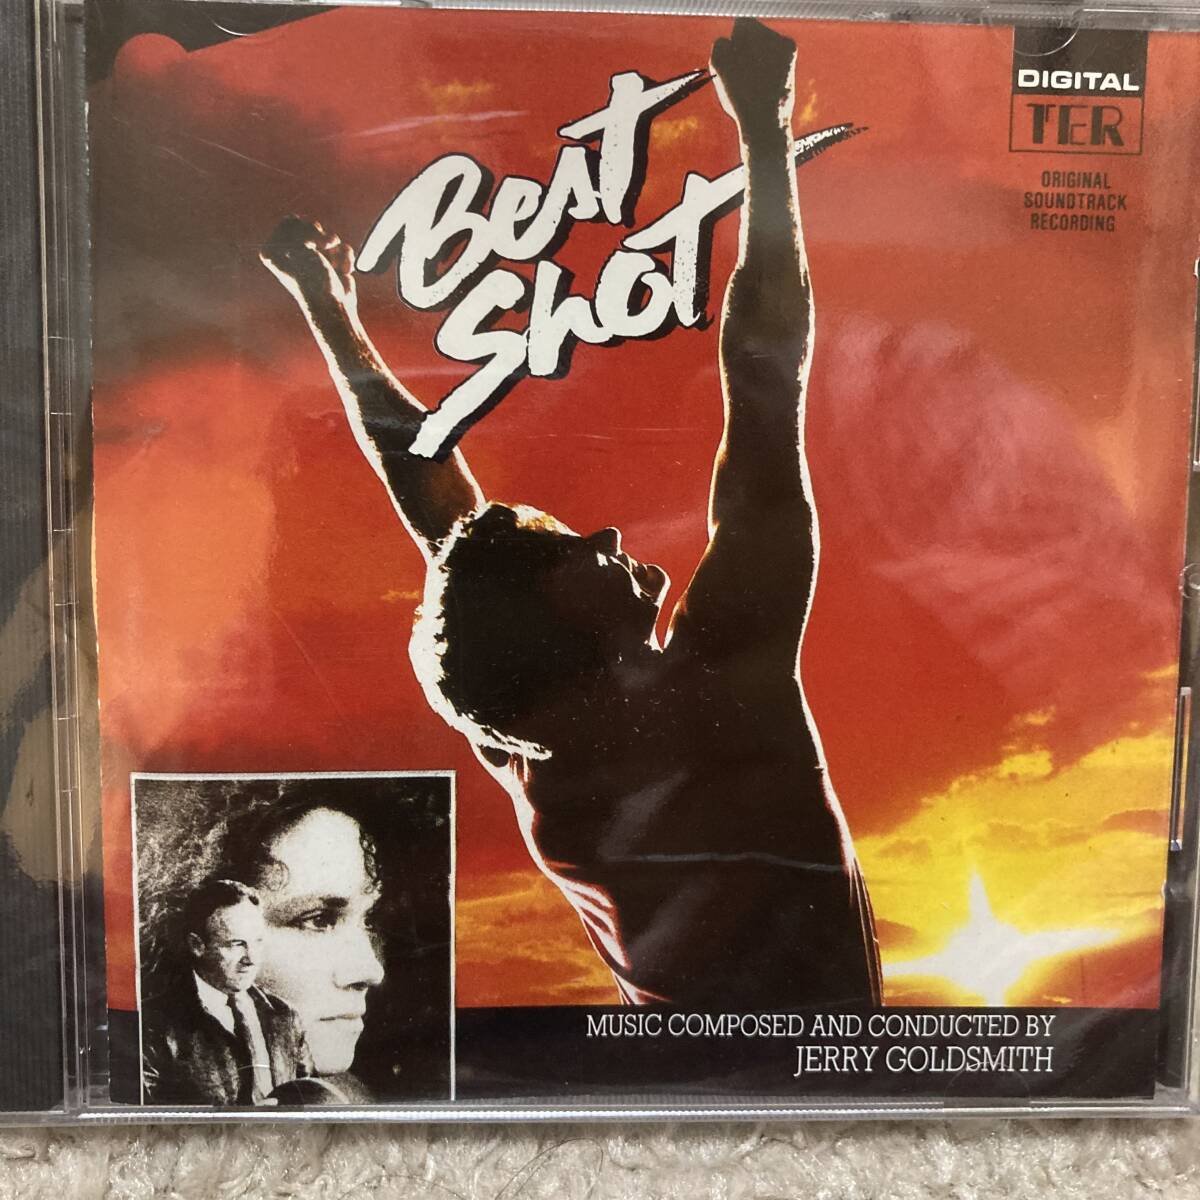 Best
Shot
DIGITAL
TER
ORIGINAL
SOUNDTRACK
RECORDING
MUSIC COMPOSED AND CONDUCTED BY
JERRY GOLDSMITH